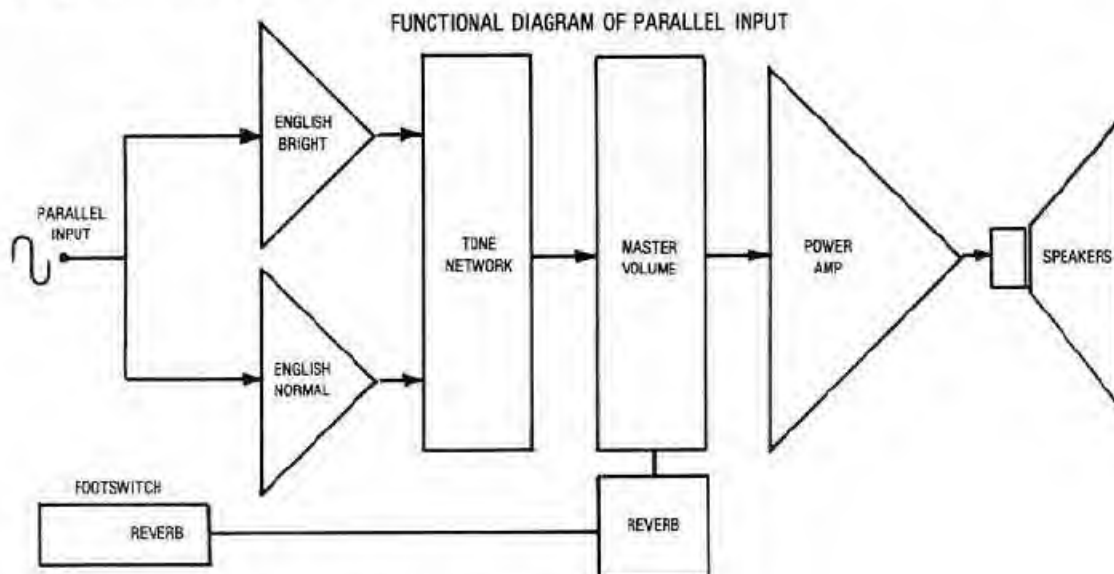 FUNCTIONAL DIAGRAM OF PARALLEL INPUT
ENGLISH
BRIGHT
PARALLEL
INPUT
TONE
NETWORK
MASTER
VOLUME
POWER
AMP
SPEAKERS
ENGLISH
NORMAL
FOOTSWITCH
REVERB
REVERB